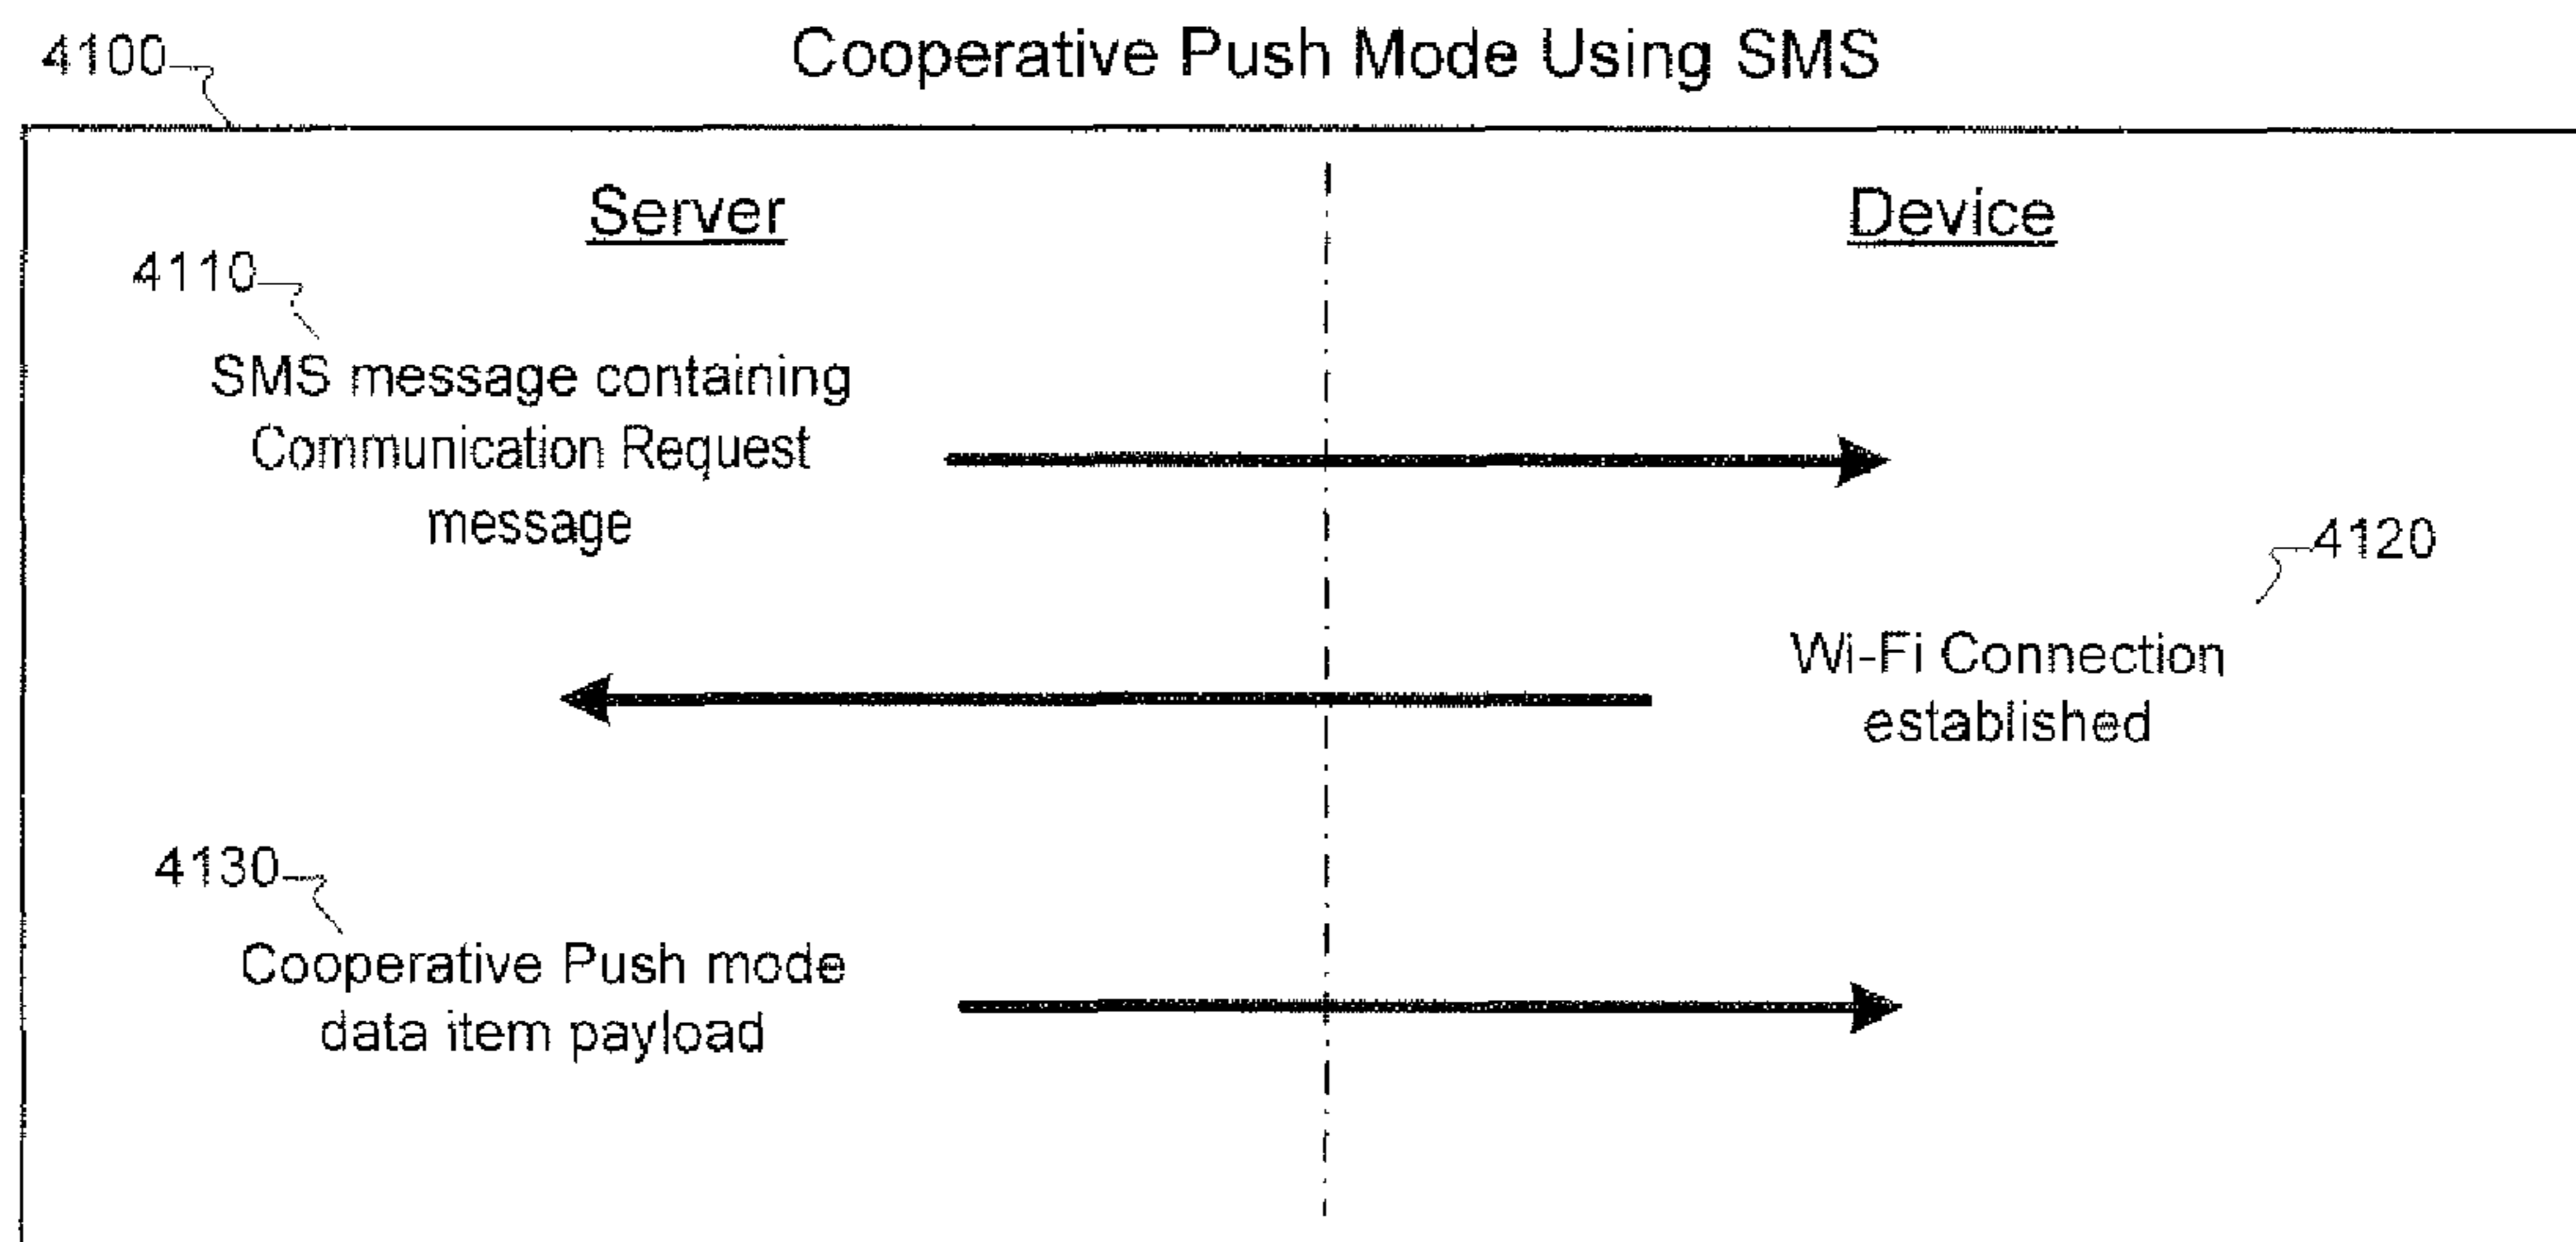 4100
Cooperative Push Mode Using SMS
Server
Device
4110
SMS message containing
Communication Request
message
4120
Wi-Fi Connection
established
4130
Cooperative Push mode
data item payload